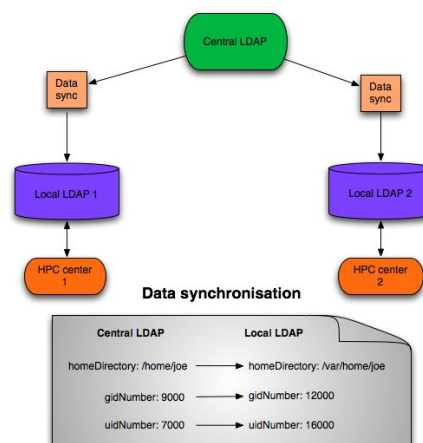 Central LDAP
Data
sync
Data
sync
Local LDAP 1
Local LDAP 2
HPC center
1
HPC center
2
Data synchronisation
Central LDAP
Local LDAP
homeDirectory: /home/joe
homeDirectory: /var/home/joe
gidNumber: 9000
gidNumber: 12000
uidNumber: 7000
uidNumber: 16000